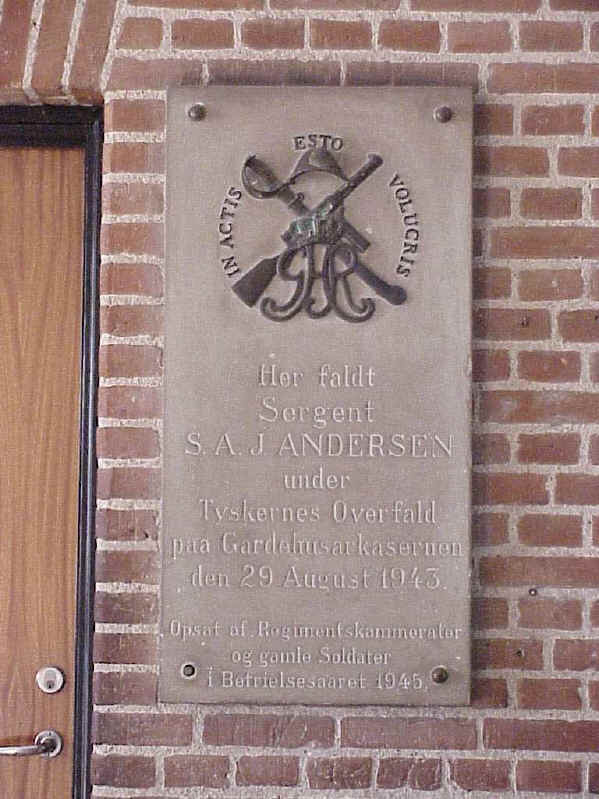 IN ACTIS ESTO VOLUCRIS
GHR
Her faldt
Sergent
S. A. J. ANDERSEN
under
Tyskernes Overfald
paa Gardehusarkasernen
den 29 August 1943.
Opsat af Regimentskammerater
og gamle Soldater
i Befrielsesaaret 1945.